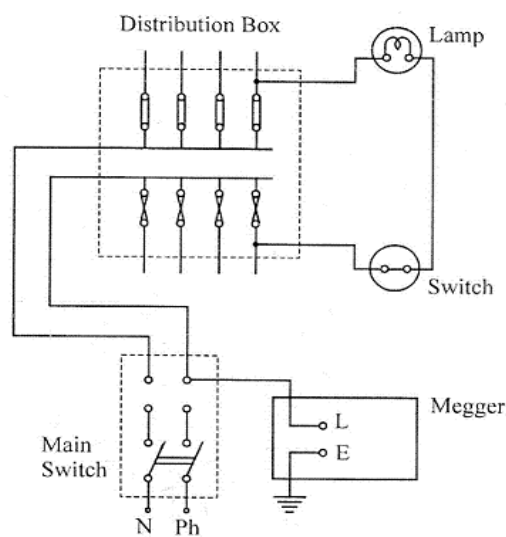 Distribution Box
Lamp
Switch
Megger
L
E
Main
Switch
N Ph